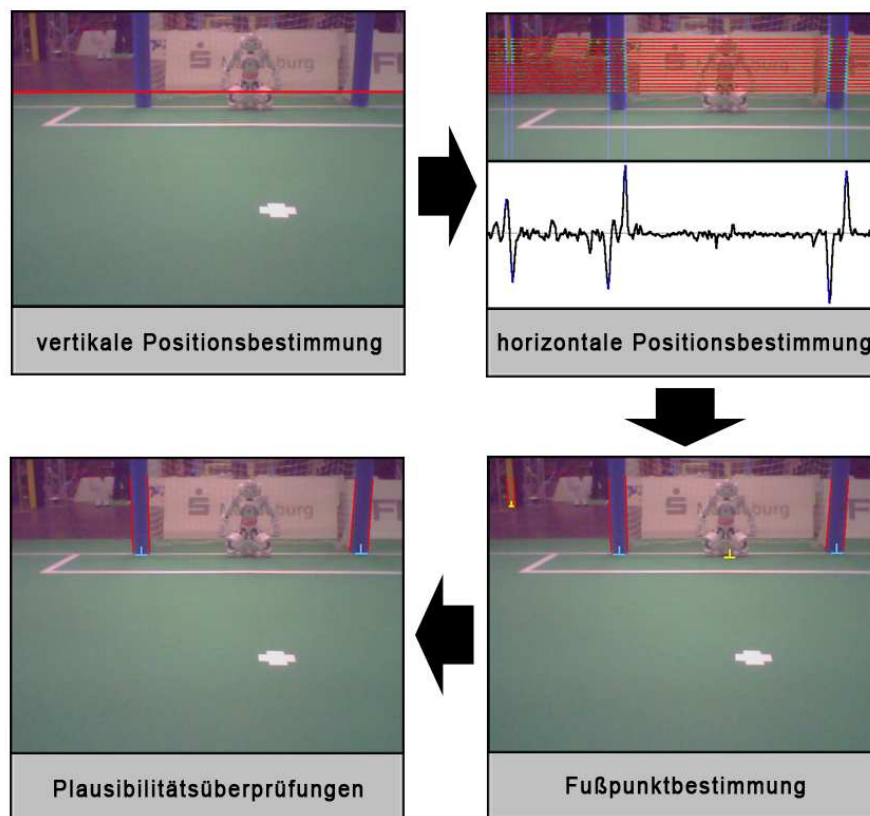 vertikale Positionsbestimmung
horizontale Positionsbestimmung
Plausibilitätsüberprüfungen
Fußpunktbestimmung